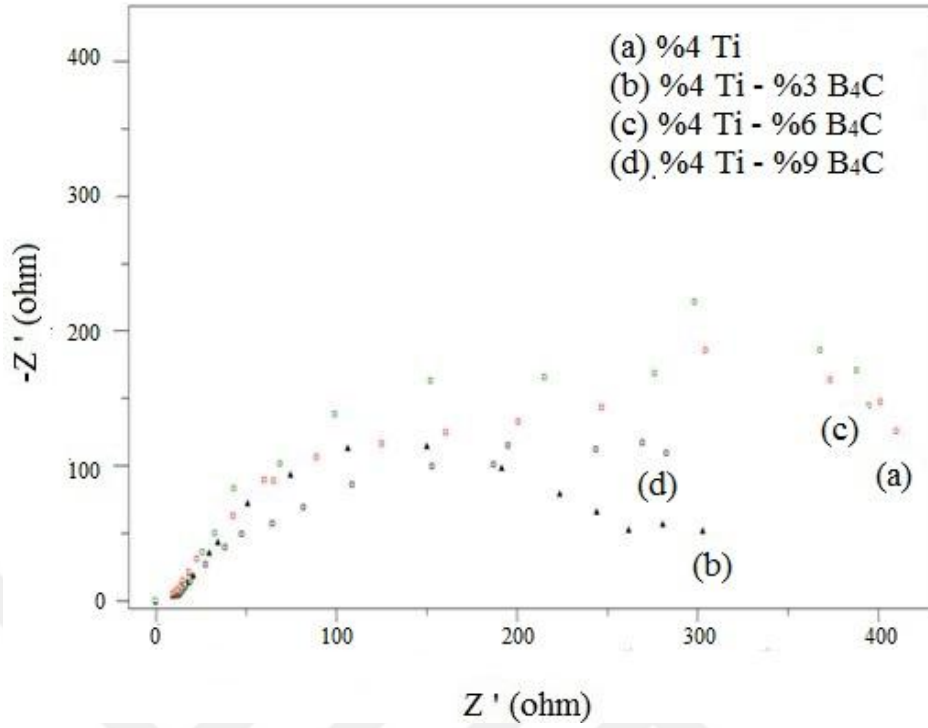 (a) %4 Ti
(b) %4 Ti - %3 B₄C
(c) %4 Ti - %6 B₄C
(d) %4 Ti - %9 B₄C
400
300
200
100
0
-Z ' (ohm)
(c)
(a)
(d)
(b)
0 100 200 300 400
Z ' (ohm)